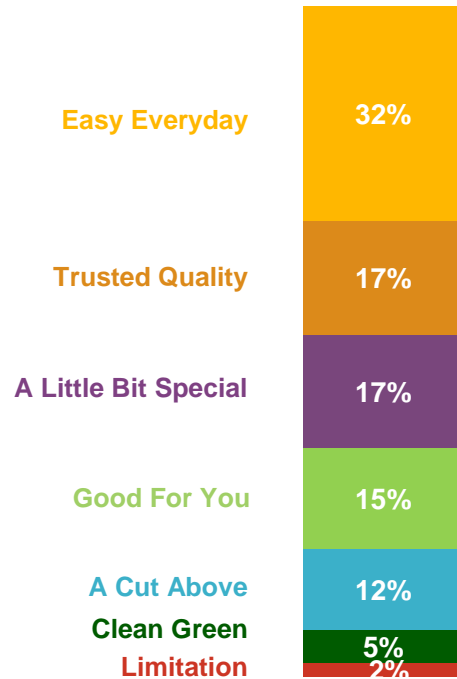 Easy Everyday 32%
Trusted Quality 17%
A Little Bit Special 17%
Good For You 15%
A Cut Above 12%
Clean Green 5%
Limitation 2%